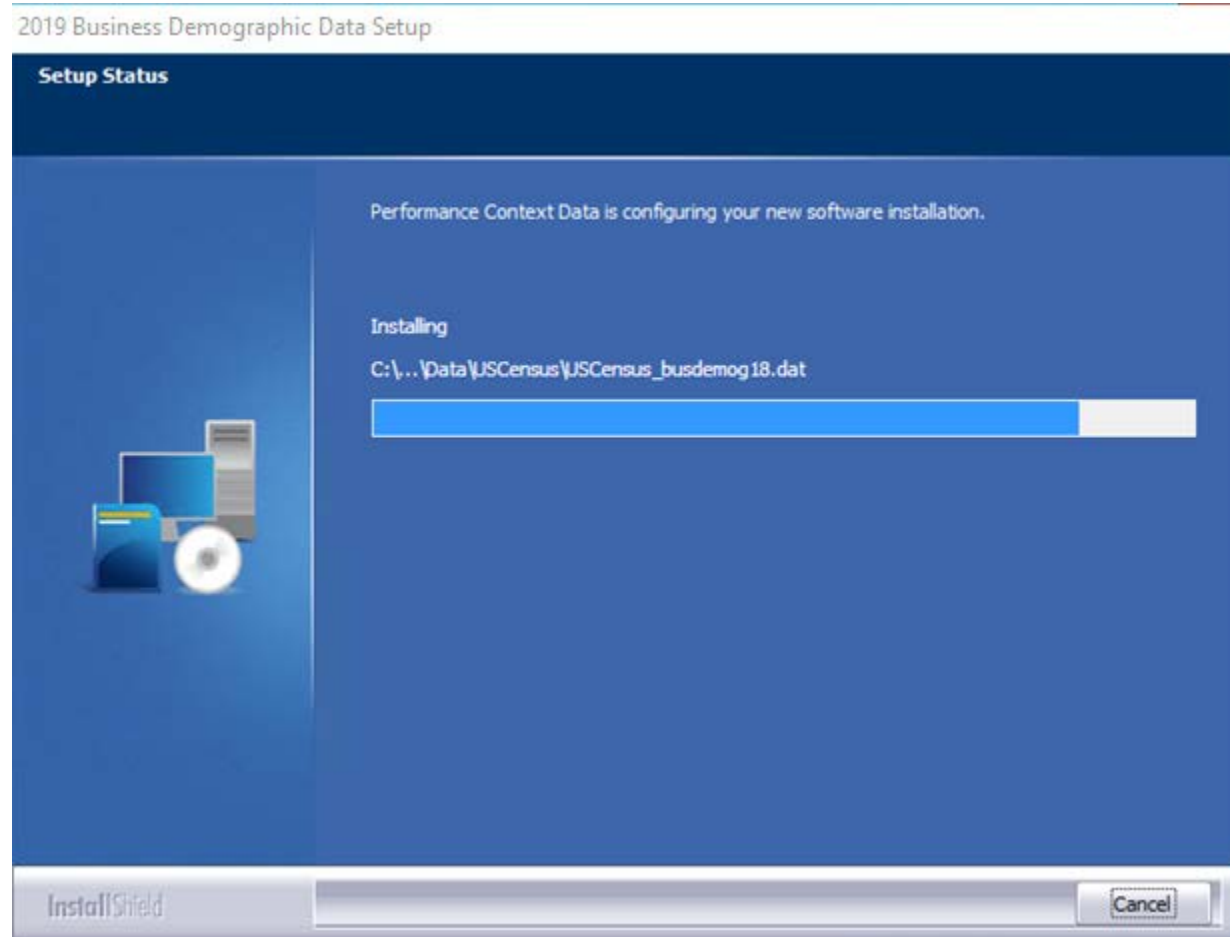 2019 Business Demographic Data Setup
Setup Status
Performance Context Data is configuring your new software installation.
Installing
C:\...\Data\USCensus\USCensus_busdemog18.dat
InstallShield
Cancel